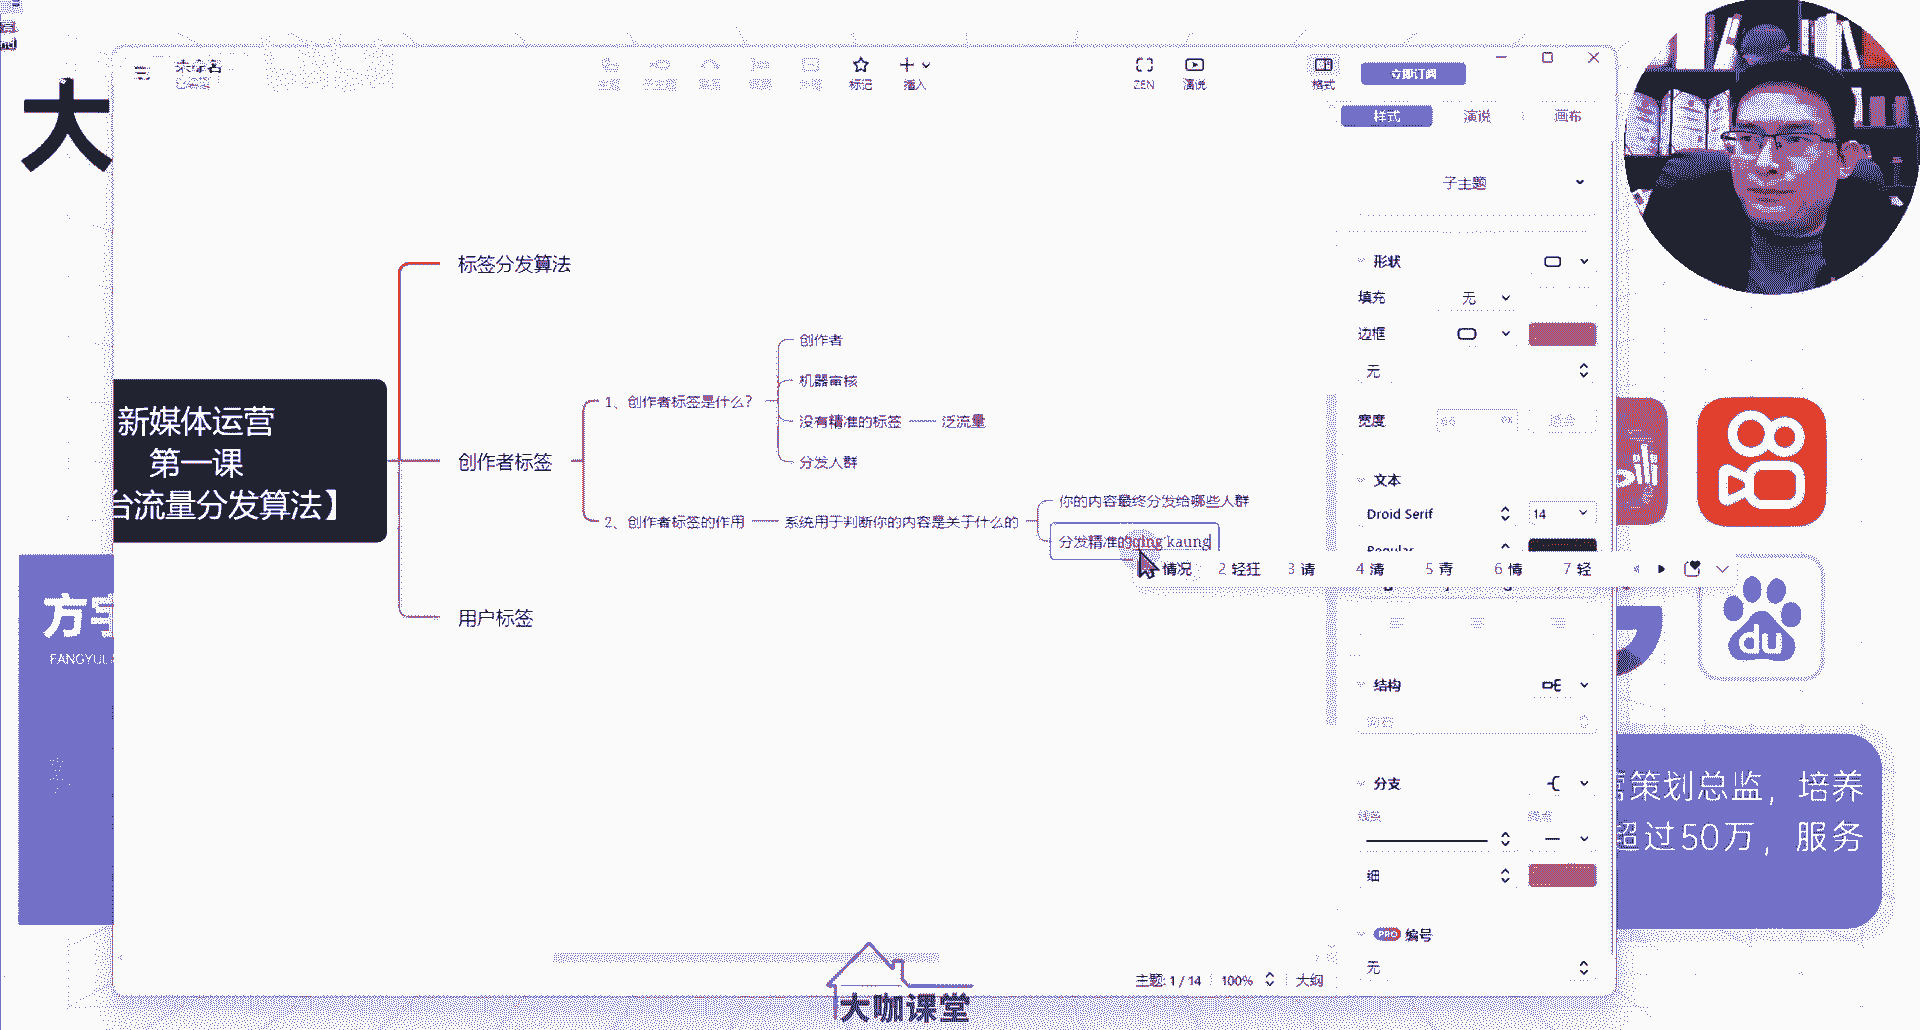 大
未命名
标记
插入
ZEN
演说
格式
立即订阅
样式
演说
画布
子主题
标签分发算法
形状
填充
无
边框
无
创作者
机器审核
1、创作者标签是什么?
没有精准的标签
泛流量
宽度
新媒体运营
第一课
台流量分发算法】
创作者标签
分发人群
文本
Droid Serif
14
Regular
你的内容最终分发给哪些人群
2、创作者标签的作用
系统用于判断你的内容是关于什么的
分发精准的qing'kaung
情况 2 轻狂 3 请 4 清 5 青 6 情 7 轻
用户标签
方宇
FANGYU
du
结构
分支
线条
细
策划总监，培养
超过50万，服务
PRO 编号
无
主题: 1 / 14
100%
大纲
大咖课堂